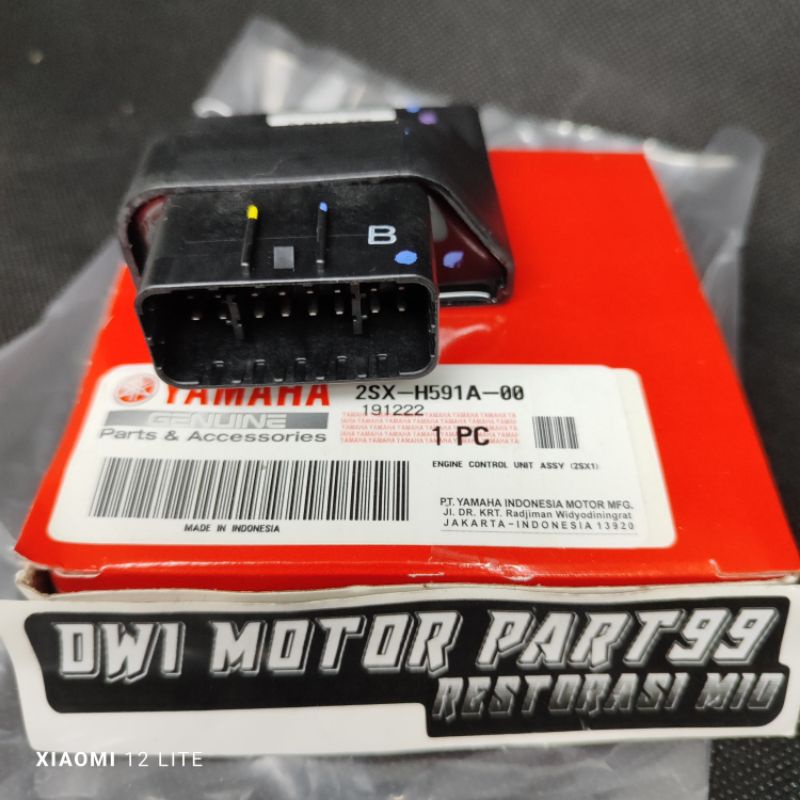 B
YAMAHA
2SX-H591A-00
191222
GENUINE
Parts & Accessories
1 PC
ENGINE CONTROL UNIT ASSY (2SX1)
PT. YAMAHA INDONESIA MOTOR MFG.
Jl. DR. KRT. Radjiman Widyodiningrat
JAKARTA-INDONESIA 13920
MADE IN INDONESIA
DWI MOTOR PART99
RESTORASI MIO
XIAOMI 12 LITE